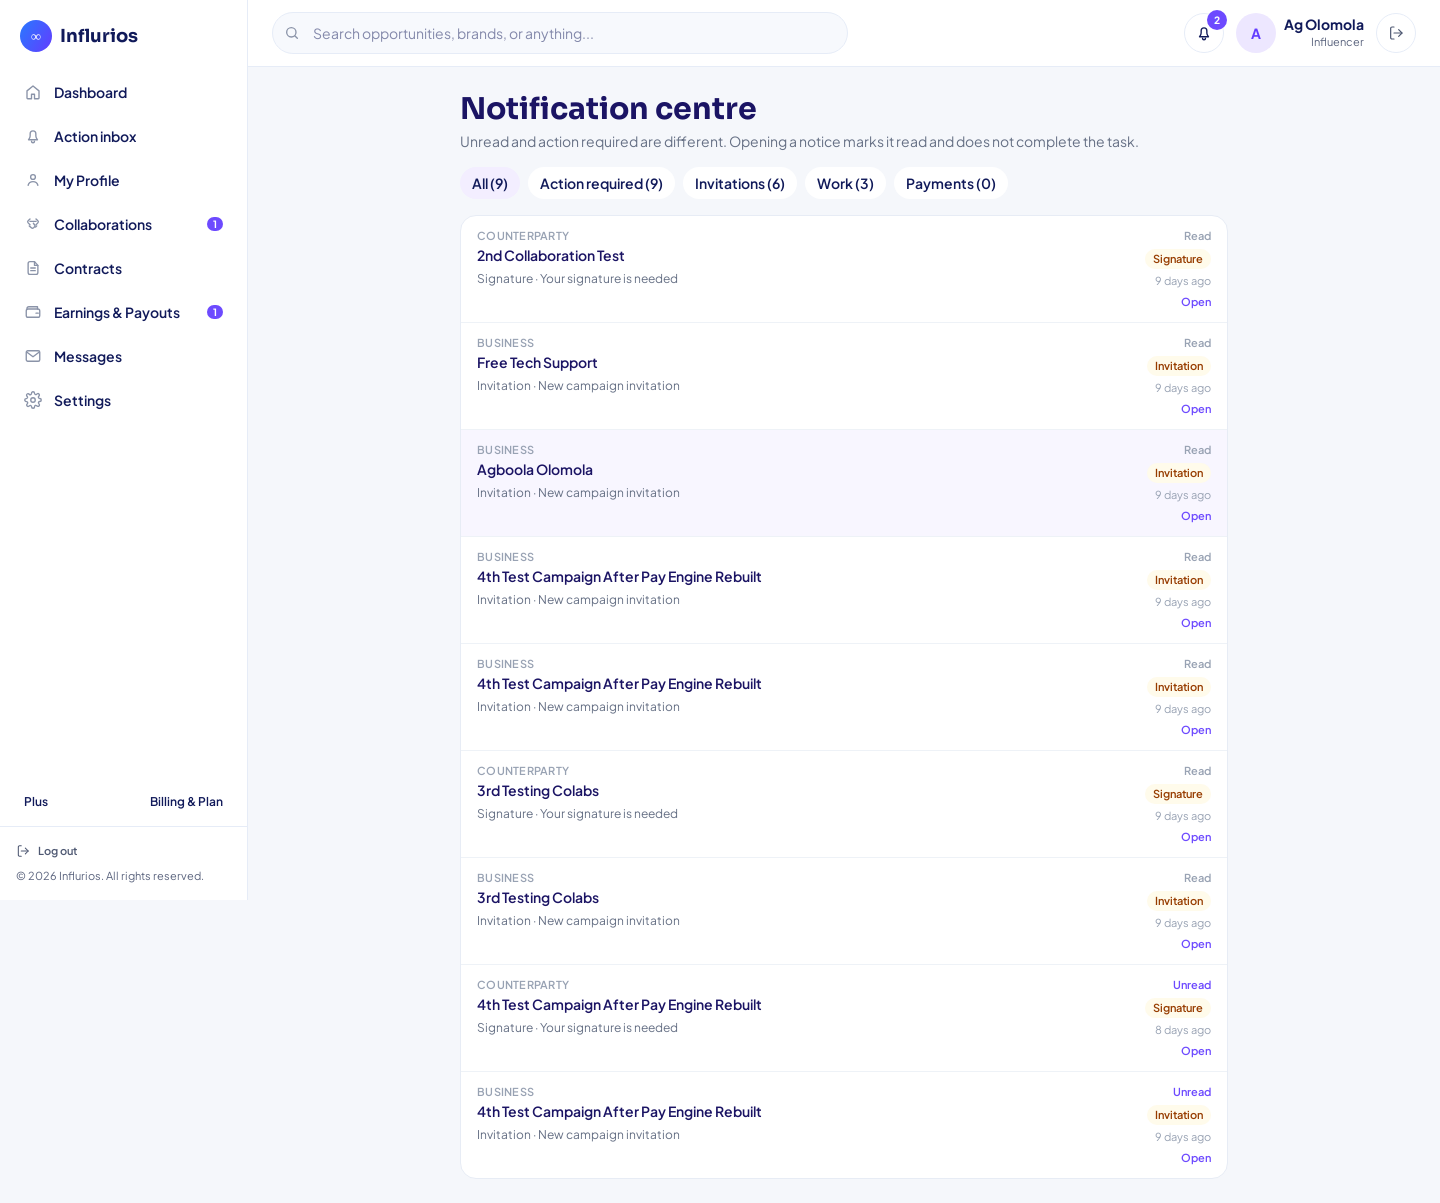 ∞ Influrios
Search opportunities, brands, or anything...
2
A
Ag Olomola
Influencer
Dashboard
Action inbox
My Profile
Collaborations 1
Contracts
Earnings & Payouts 1
Messages
Settings
Plus Billing & Plan
Log out
© 2026 Influrios. All rights reserved.
Notification centre
Unread and action required are different. Opening a notice marks it read and does not complete the task.
All (9) Action required (9) Invitations (6) Work (3) Payments (0)
COUNTERPARTY
2nd Collaboration Test
Signature · Your signature is needed
Read
Signature
9 days ago
Open
BUSINESS
Free Tech Support
Invitation · New campaign invitation
Read
Invitation
9 days ago
Open
BUSINESS
Agboola Olomola
Invitation · New campaign invitation
Read
Invitation
9 days ago
Open
BUSINESS
4th Test Campaign After Pay Engine Rebuilt
Invitation · New campaign invitation
Read
Invitation
9 days ago
Open
BUSINESS
4th Test Campaign After Pay Engine Rebuilt
Invitation · New campaign invitation
Read
Invitation
9 days ago
Open
COUNTERPARTY
3rd Testing Colabs
Signature · Your signature is needed
Read
Signature
9 days ago
Open
BUSINESS
3rd Testing Colabs
Invitation · New campaign invitation
Read
Invitation
9 days ago
Open
COUNTERPARTY
4th Test Campaign After Pay Engine Rebuilt
Signature · Your signature is needed
Unread
Signature
8 days ago
Open
BUSINESS
4th Test Campaign After Pay Engine Rebuilt
Invitation · New campaign invitation
Unread
Invitation
9 days ago
Open